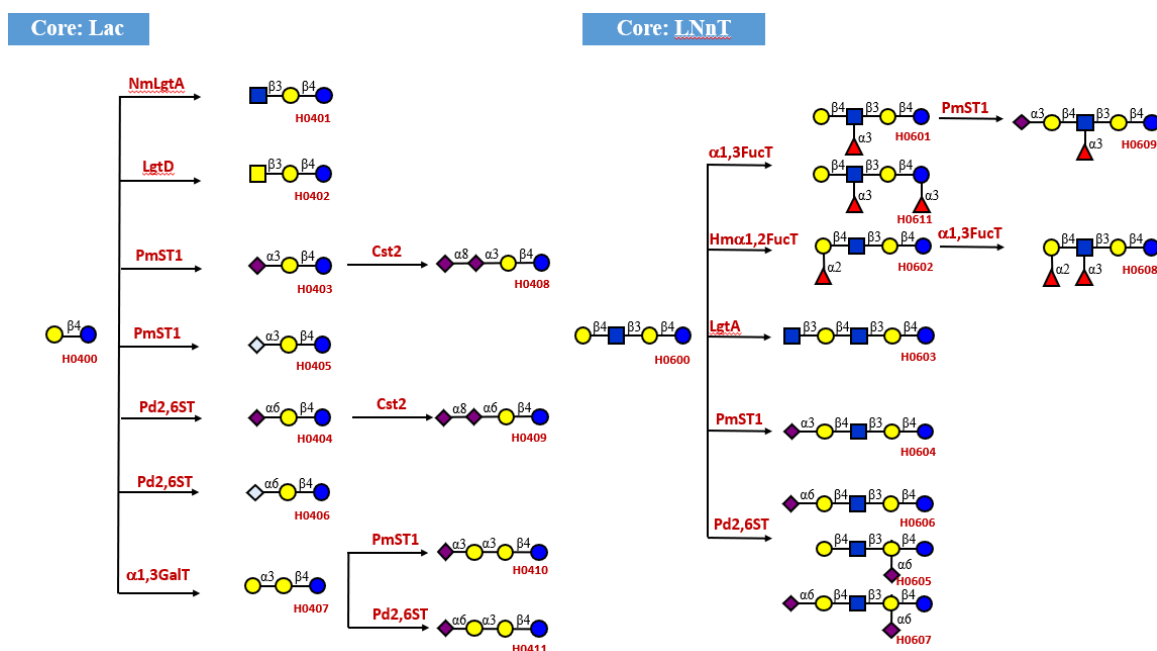 Core: Lac
NmLgtA
β3 β4
H0401
LgtD
β3 β4
H0402
PmST1
α3 β4
H0403
Cst2
α8 α3 β4
H0408
β4
H0400
PmST1
α3 β4
H0405
Pd2,6ST
α6 β4
H0404
Cst2
α8 α6 β4
H0409
Pd2,6ST
α6 β4
H0406
α1,3GalT
α3 β4
H0407
PmST1
α3 α3 β4
H0410
Pd2,6ST
α6 α3 β4
H0411
Core: LNnT
β4 β3 β4
H0600
α1,3FucT
β4 β3 β4
α3
H0601
PmST1
α3 β4 β3 β4
α3
H0609
β4 β3 β4
α3 α3
H0611
Hmα1,2FucT
β4 β3 β4
α2
H0602
α1,3FucT
β4 β3 β4
α2 α3
H0608
LgtA
β3 β4 β3 β4
H0603
PmST1
α3 β4 β3 β4
H0604
Pd2,6ST
α6 β4 β3 β4
H0606
β4 β3 β4
α6
H0605
α6 β4 β3 β4
α6
H0607